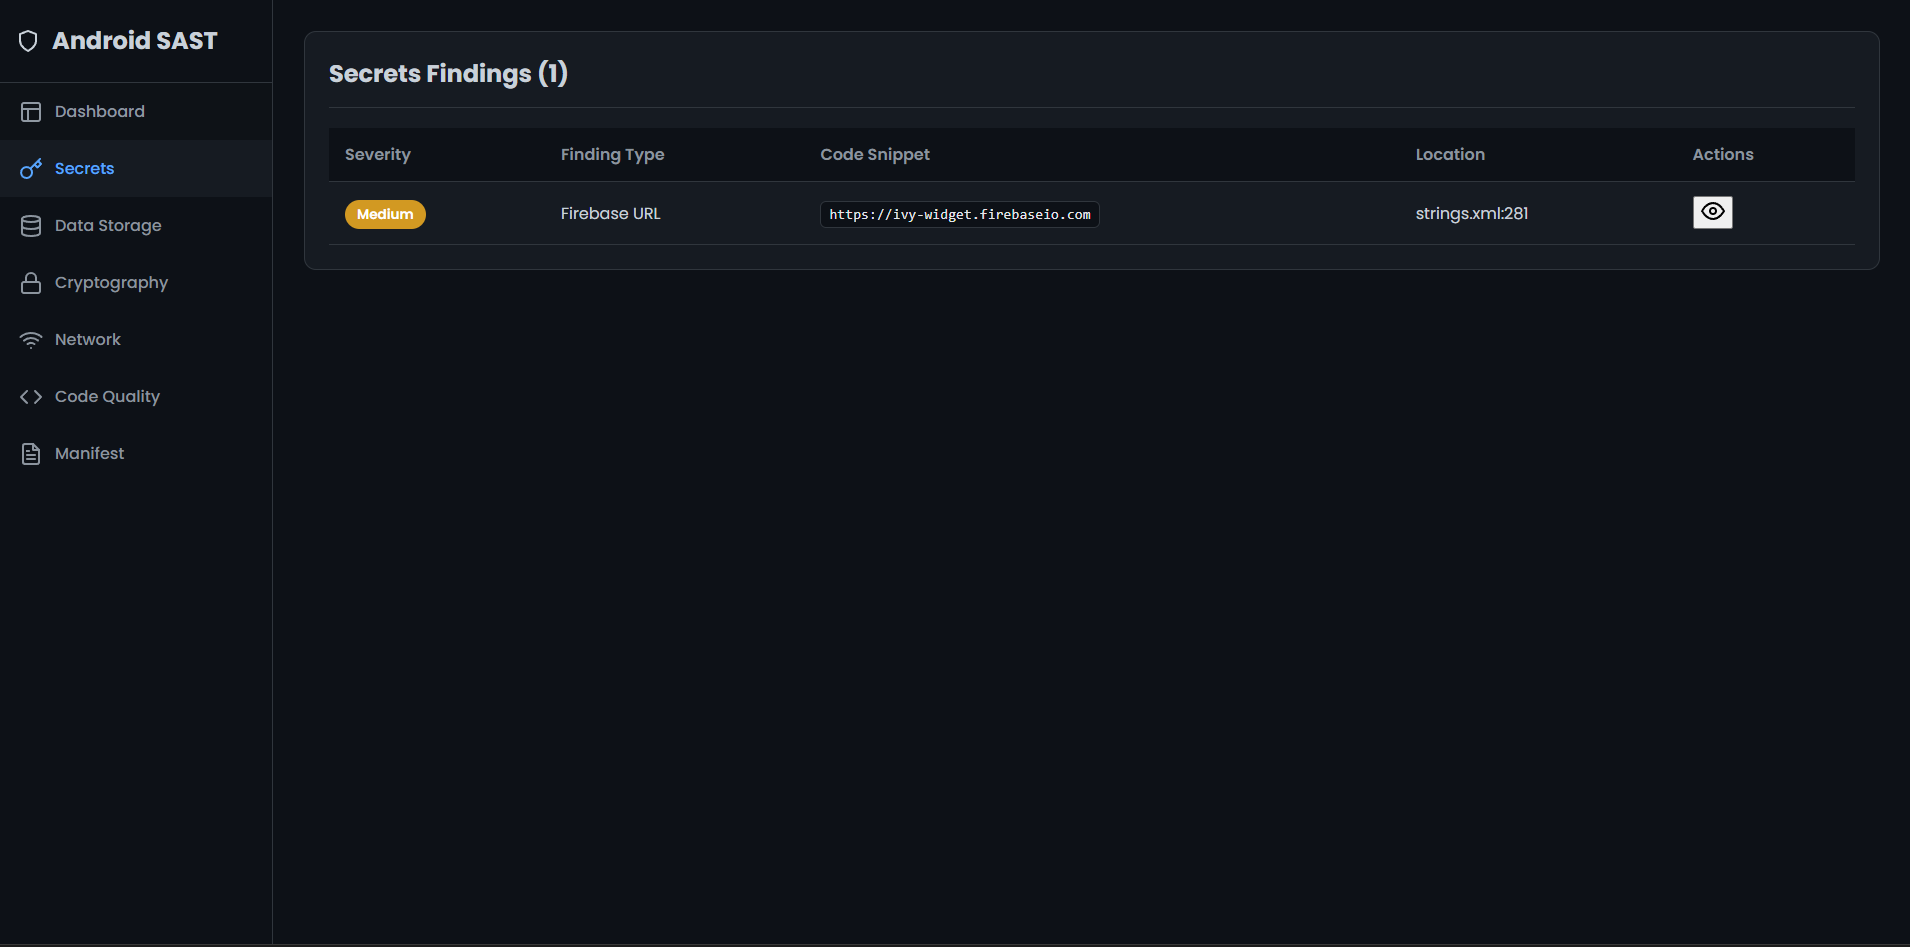 Android SAST
Dashboard
Secrets
Data Storage
Cryptography
Network
Code Quality
Manifest
Secrets Findings (1)
Severity Finding Type Code Snippet Location Actions
Medium Firebase URL https://ivy-widget.firebaseio.com strings.xml:281